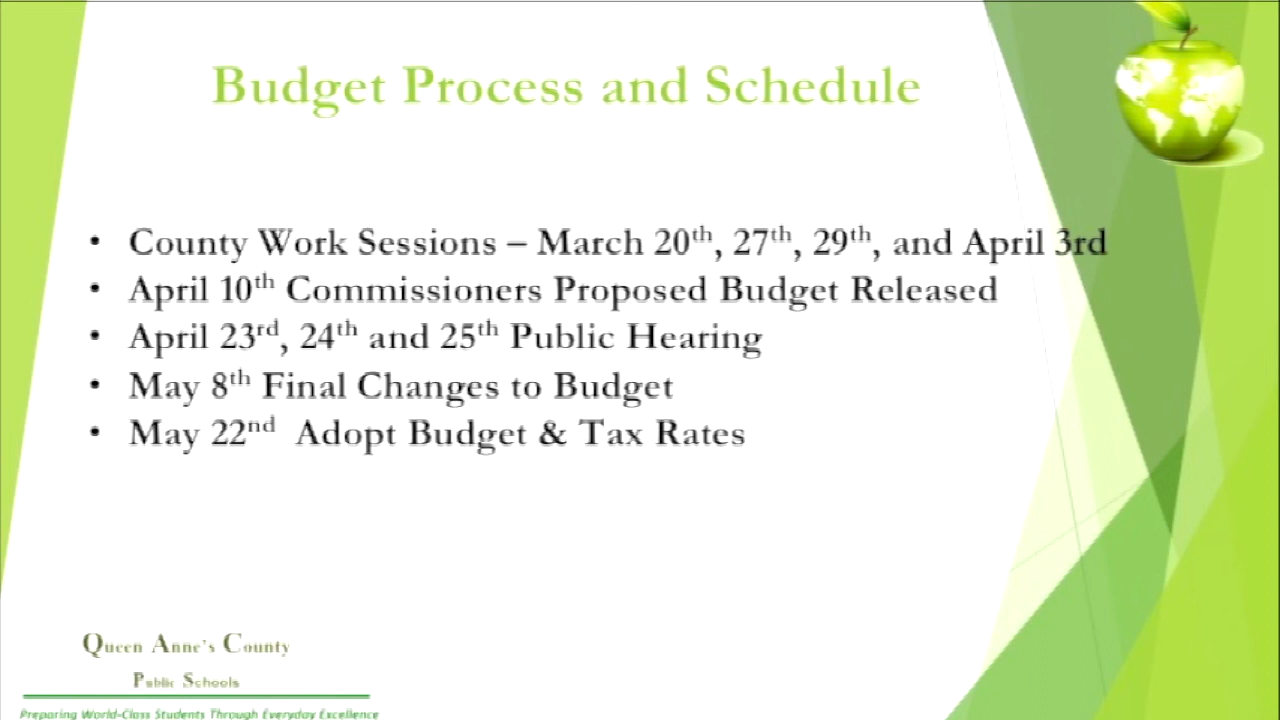 Budget Process and Schedule
• County Work Sessions – March 20th, 27th, 29th, and April 3rd
• April 10th Commissioners Proposed Budget Released
• April 23rd, 24th and 25th Public Hearing
• May 8th Final Changes to Budget
• May 22nd Adopt Budget & Tax Rates
Queen Anne's County
Public Schools
Preparing World-Class Students Through Everyday Excellence